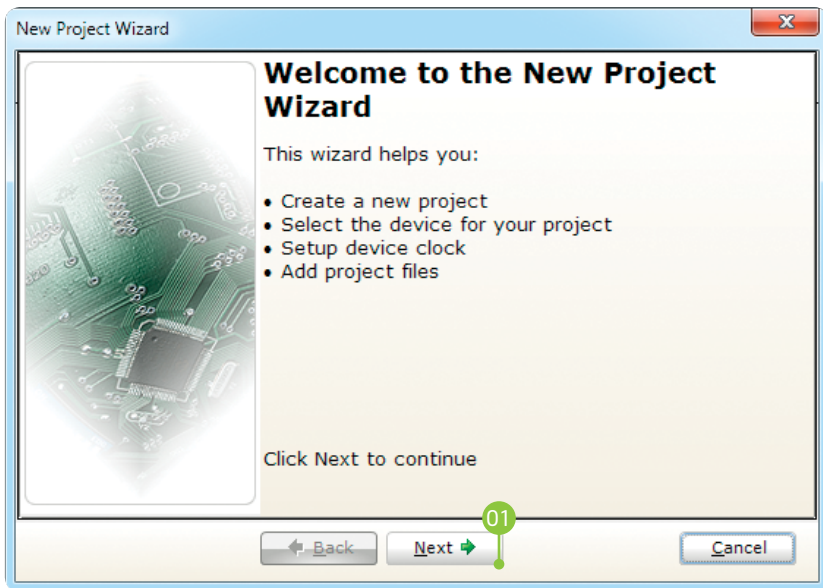 New Project Wizard
X
Welcome to the New Project
Wizard
This wizard helps you:
• Create a new project
• Select the device for your project
• Setup device clock
• Add project files
Click Next to continue
01
Back
Next
Cancel